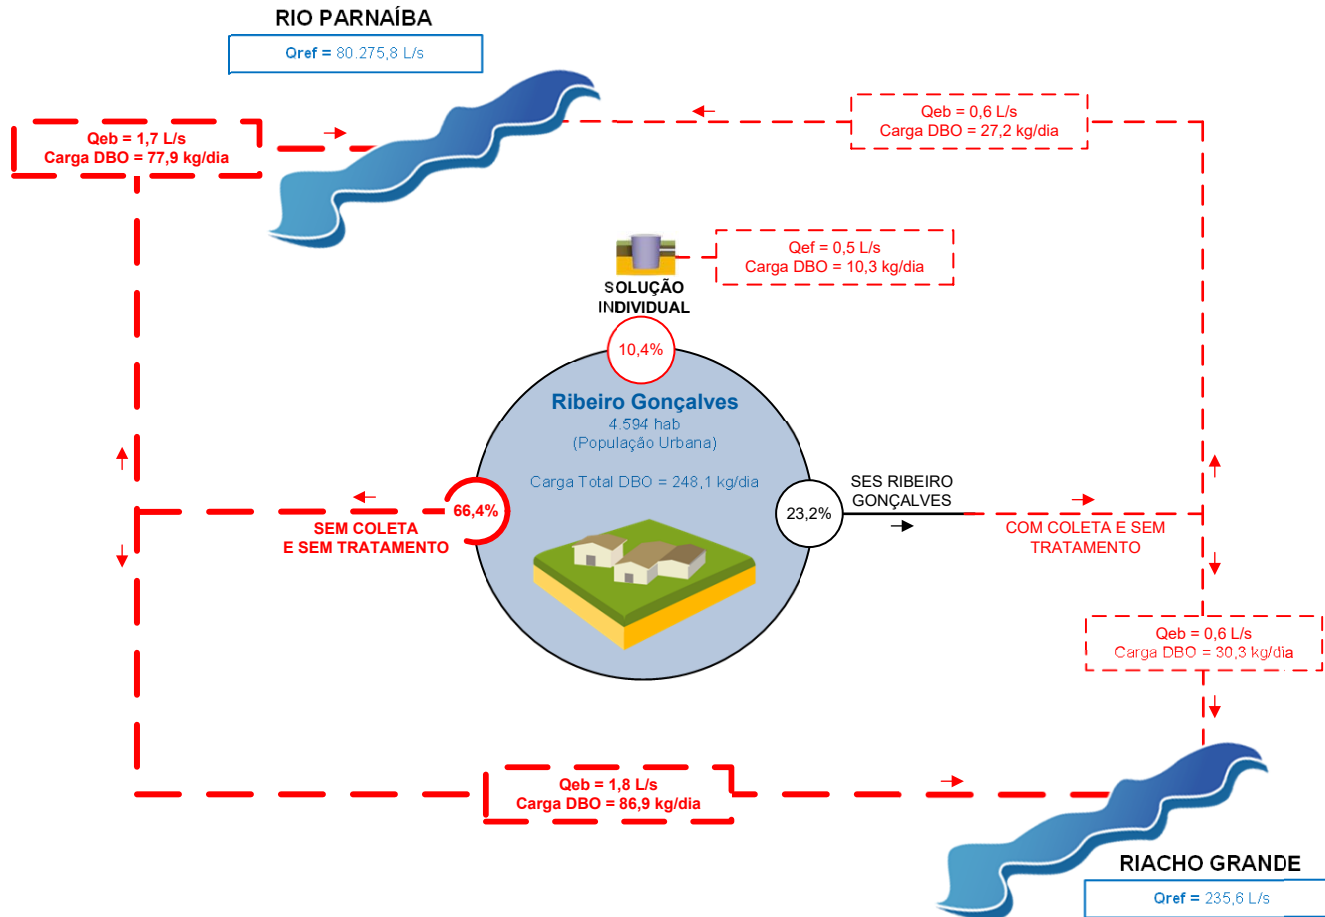 RIO PARNAÍBA
Qref = 80.275,8 L/s
Qeb = 1,7 L/s
Carga DBO = 77,9 kg/dia
Qeb = 0,6 L/s
Carga DBO = 27,2 kg/dia
Qef = 0,5 L/s
Carga DBO = 10,3 kg/dia
SOLUÇÃO
INDIVIDUAL
10,4%
Ribeiro Gonçalves
4.594 hab
(População Urbana)
Carga Total DBO = 248,1 kg/dia
66,4%
SEM COLETA
E SEM TRATAMENTO
23,2%
SES RIBEIRO
GONÇALVES
COM COLETA E SEM
TRATAMENTO
Qeb = 0,6 L/s
Carga DBO = 30,3 kg/dia
Qeb = 1,8 L/s
Carga DBO = 86,9 kg/dia
RIACHO GRANDE
Qref = 235,6 L/s